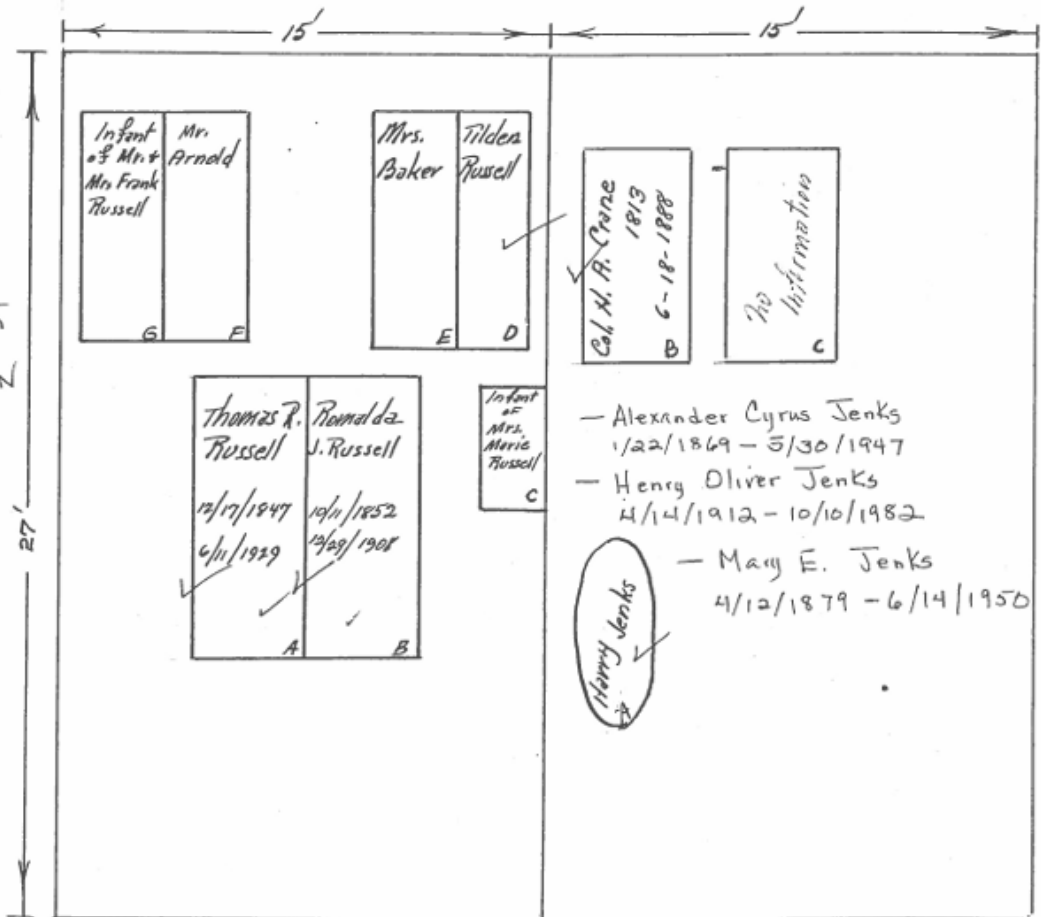 15'
15'
27'
Infant
of Mr. &
Mrs. Frank
Russell
G
Mr.
Arnold
F
Mrs.
Baker
E
Tilden
Russell
D
Thomas R.
Russell
12/17/1847
6/11/1929
A
Romalda
J. Russell
10/11/1852
12/29/1908
B
Infant
of
Mrs.
Marie
Russell
C
Col. H. A. Crane
1813
6-18-1888
B
No
Information
C
— Alexander Cyrus Jenks
1/22/1869 — 5/30/1947
— Henry Oliver Jenks
4/14/1912 - 10/10/1982
— Mary E. Jenks
4/12/1879 - 6/14/1950
Harry Jenks
A